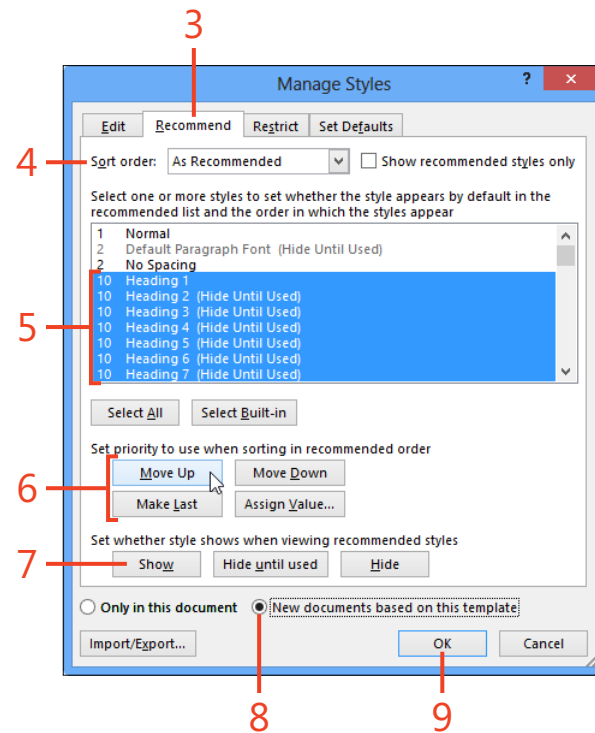 3
Manage Styles ? ×
Edit Recommend Restrict Set Defaults
4 Sort order: As Recommended Show recommended styles only
Select one or more styles to set whether the style appears by default in the
recommended list and the order in which the styles appear
1 Normal
2 Default Paragraph Font (Hide Until Used)
2 No Spacing
10 Heading 1
10 Heading 2 (Hide Until Used)
10 Heading 3 (Hide Until Used)
5 10 Heading 4 (Hide Until Used)
10 Heading 5 (Hide Until Used)
10 Heading 6 (Hide Until Used)
10 Heading 7 (Hide Until Used)
Select All Select Built-in
Set priority to use when sorting in recommended order
Move Up Move Down
6
Make Last Assign Value...
Set whether style shows when viewing recommended styles
7 Show Hide until used Hide
Only in this document New documents based on this template
Import/Export... OK Cancel
8 9